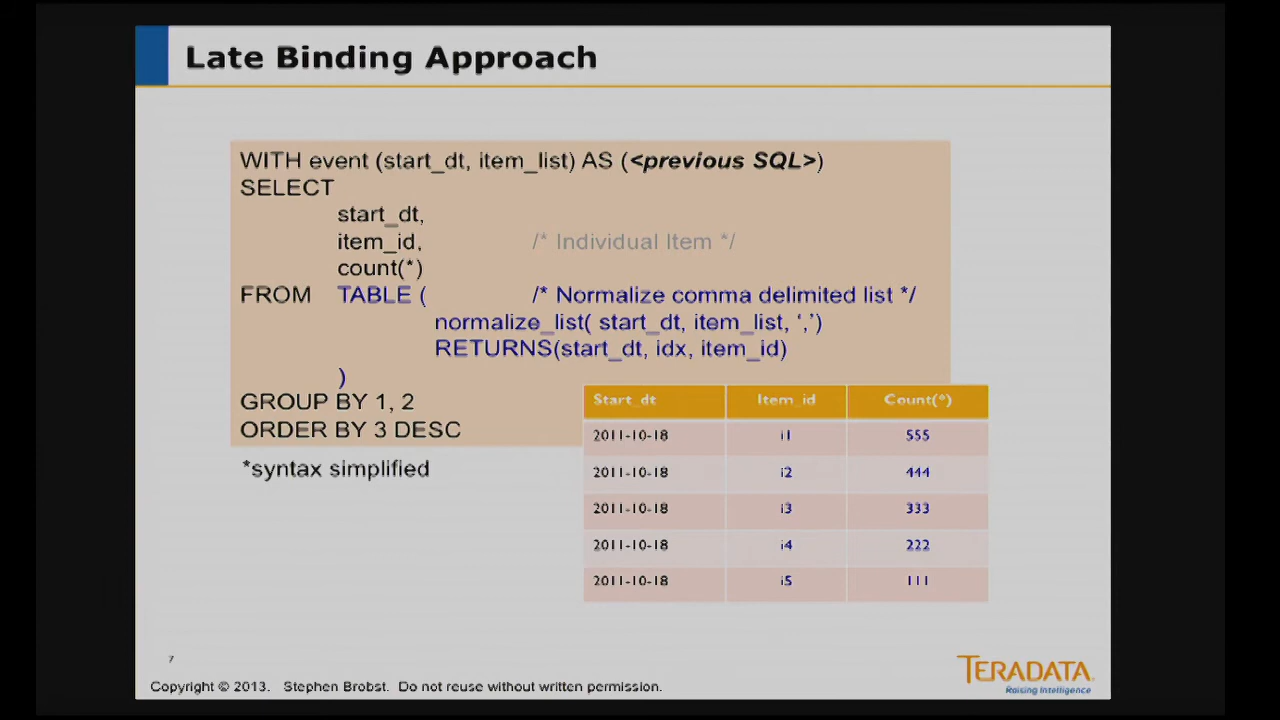 Late Binding Approach
WITH event (start_dt, item_list) AS (<previous SQL>)
SELECT
start_dt,
item_id, /* Individual Item */
count(*)
FROM TABLE ( /* Normalize comma delimited list */
normalize_list( start_dt, item_list, ‘,’)
RETURNS(start_dt, idx, item_id)
)
GROUP BY 1, 2
ORDER BY 3 DESC
*syntax simplified
Start_dt Item_id Count(*)
2011-10-18 i1 555
2011-10-18 i2 444
2011-10-18 i3 333
2011-10-18 i4 222
2011-10-18 i5 111
7
Copyright © 2013. Stephen Brobst. Do not reuse without written permission.
TERADATA
Raising Intelligence